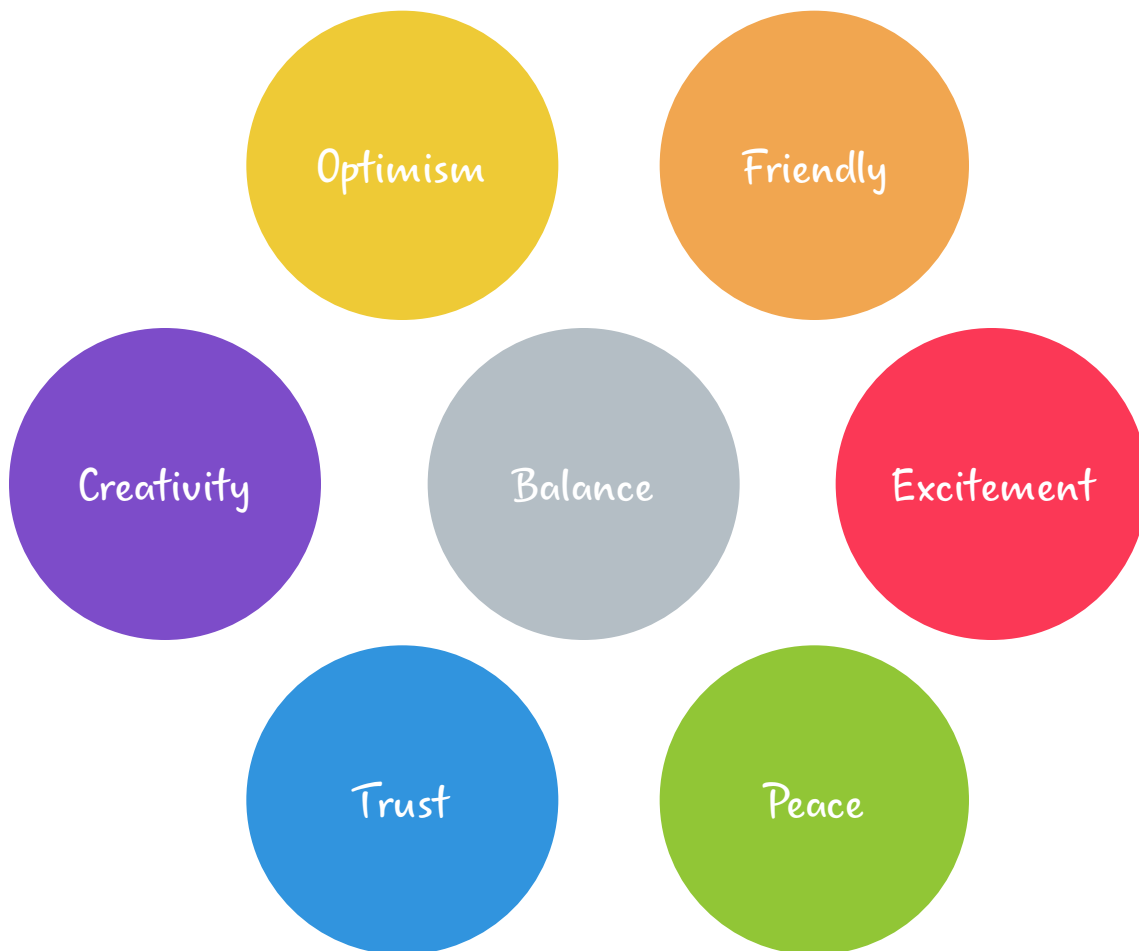 Optimism
Friendly
Creativity
Balance
Excitement
Trust
Peace